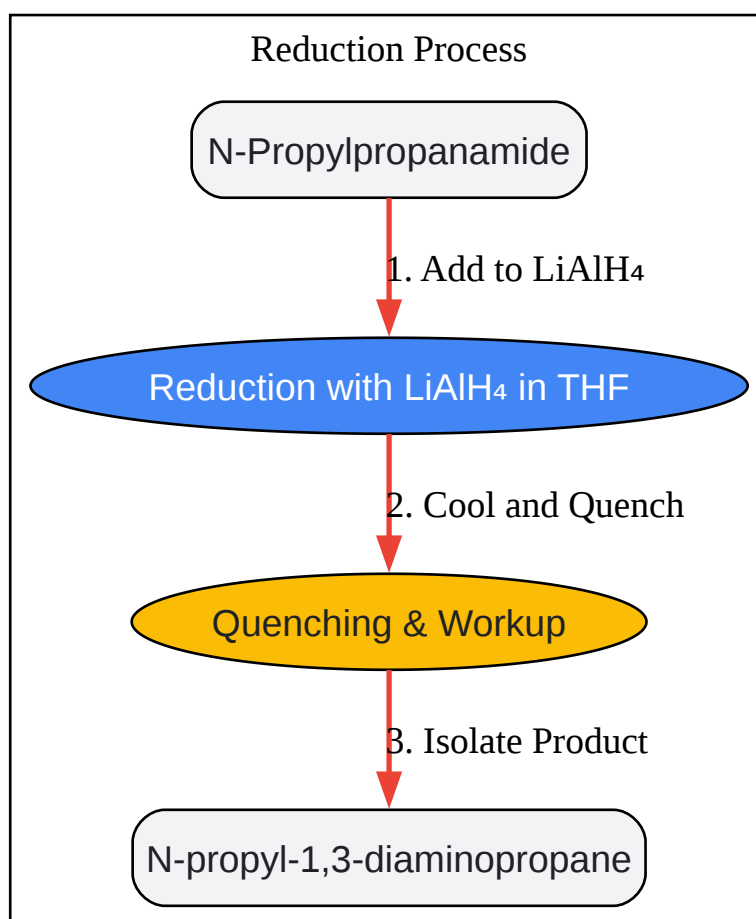 Reduction Process
N-Propylpropanamide
1. Add to LiAlH₄
Reduction with LiAlH₄ in THF
2. Cool and Quench
Quenching & Workup
3. Isolate Product
N-propyl-1,3-diaminopropane